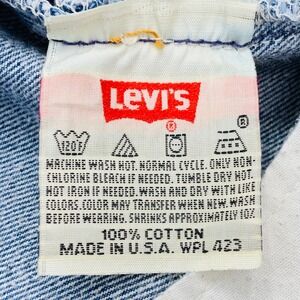 LEVI'S
®
®
120°F
MACHINE WASH HOT. NORMAL CYCLE. ONLY NON-
CHLORINE BLEACH IF NEEDED. TUMBLE DRY HOT.
HOT IRON IF NEEDED. WASH AND DRY WITH LIKE
COLORS. COLOR MAY TRANSFER WHEN NEW. WASH
BEFORE WEARING. SHRINKS APPROXIMATELY 10%
100% COTTON
MADE IN U.S.A. WPL 423